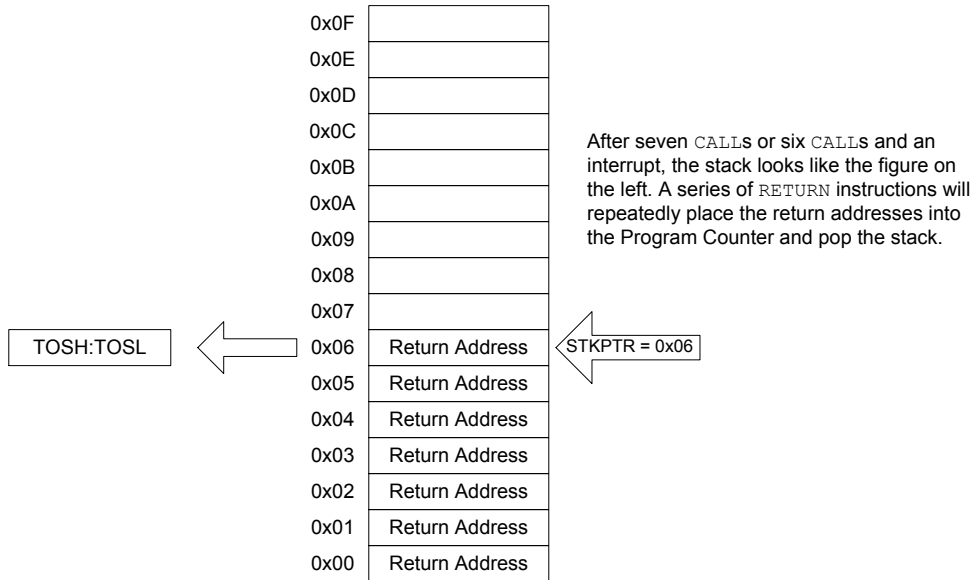 0x0F
0x0E
0x0D
0x0C
0x0B
0x0A
0x09
0x08
0x07
After seven CALLs or six CALLs and an
interrupt, the stack looks like the figure on
the left. A series of RETURN instructions will
repeatedly place the return addresses into
the Program Counter and pop the stack.
TOSH:TOSL
0x06 Return Address
STKPTR = 0x06
0x05 Return Address
0x04 Return Address
0x03 Return Address
0x02 Return Address
0x01 Return Address
0x00 Return Address